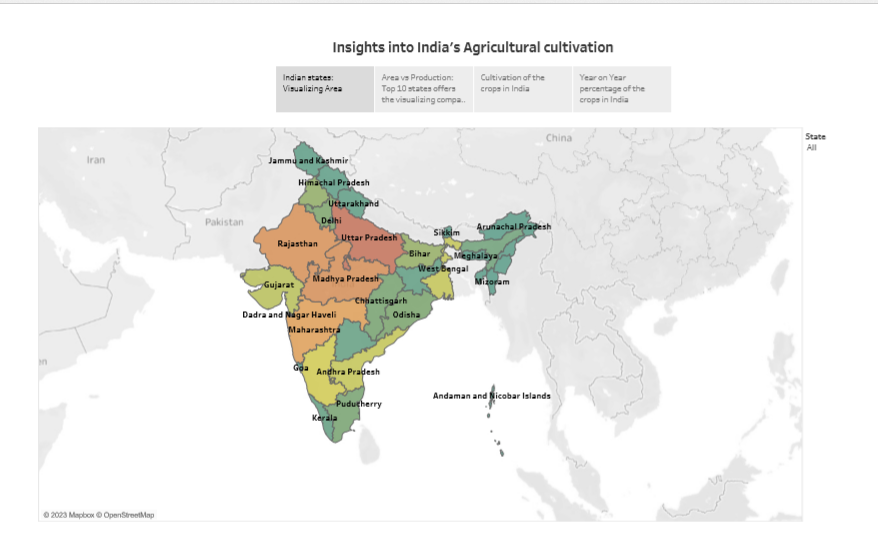 Insights into India's Agricultural cultivation
Indian states:
Visualizing Area
Area vs Production:
Top 10 states offers
the visualizing compa..
Cultivation of the
crops in India
Year on Year
percentage of the
crops in India
State
All
China
Iran
Jammu and Kashmir
Himachal Pradesh
Uttarakhand
Pakistan
Delhi
Arunachal Pradesh
Sikkim
Uttar Pradesh
Rajasthan
Bihar
Meghalaya
West Bengal
Madhya Pradesh
Mizoram
Gujarat
Chhattisgarh
Dadra and Nagar Haveli
Odisha
Maharashtra
Goa
Andhra Pradesh
Andaman and Nicobar Islands
Puducherry
Kerala
© 2023 Mapbox © OpenStreetMap